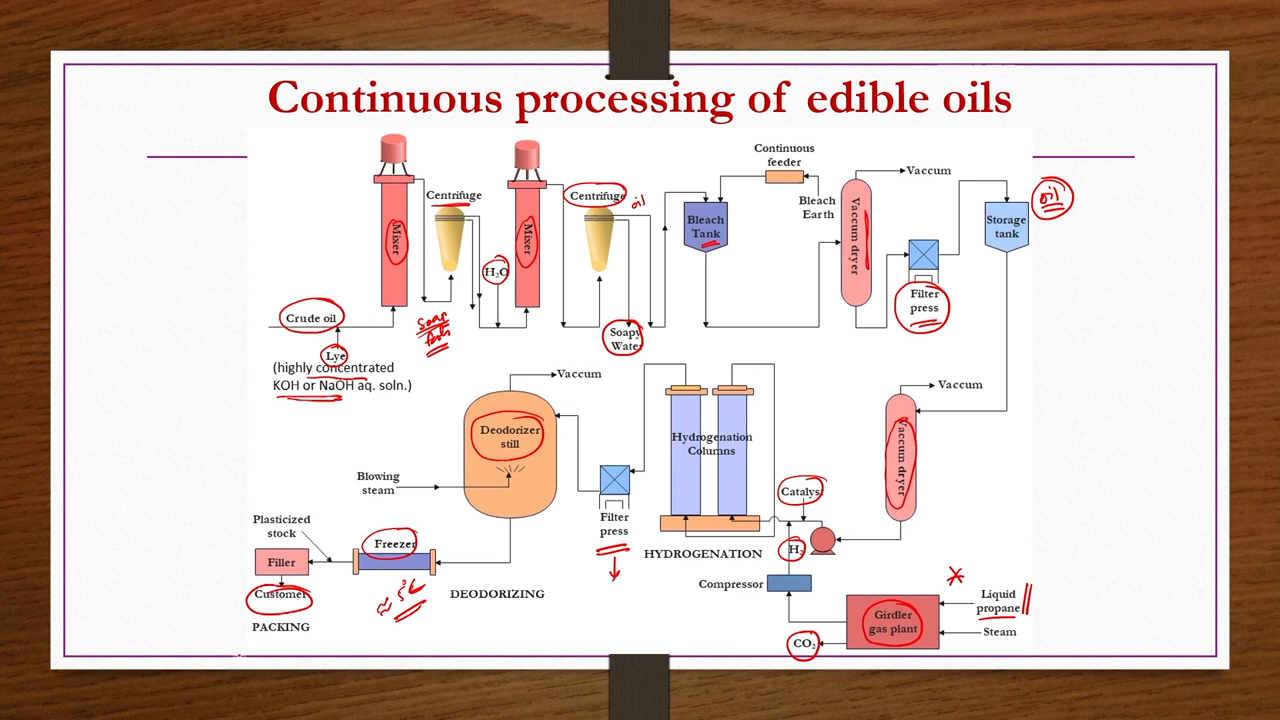 Continuous processing of edible oils
Continuous
feeder
Vaccum
Centrifuge
Centrifuge
oil
Bleach
Earth
oil
Mixer
Mixer
Bleach
Tank
Vaccum dryer
Storage
tank
H₂O
Filter
press
Crude oil
Soap
Soapy
Water
Lye
(highly concentrated
KOH or NaOH aq. soln.)
Vaccum
Vaccum
Deodorizer
still
Hydrogenation
Columns
Vaccum dryer
Blowing
steam
Catalyst
Filter
press
Plasticized
stock
Freezer
H₂
HYDROGENATION
Filler
Compressor
Customer
DEODORIZING
Liquid
propane
Girdler
gas plant
Steam
PACKING
CO₂